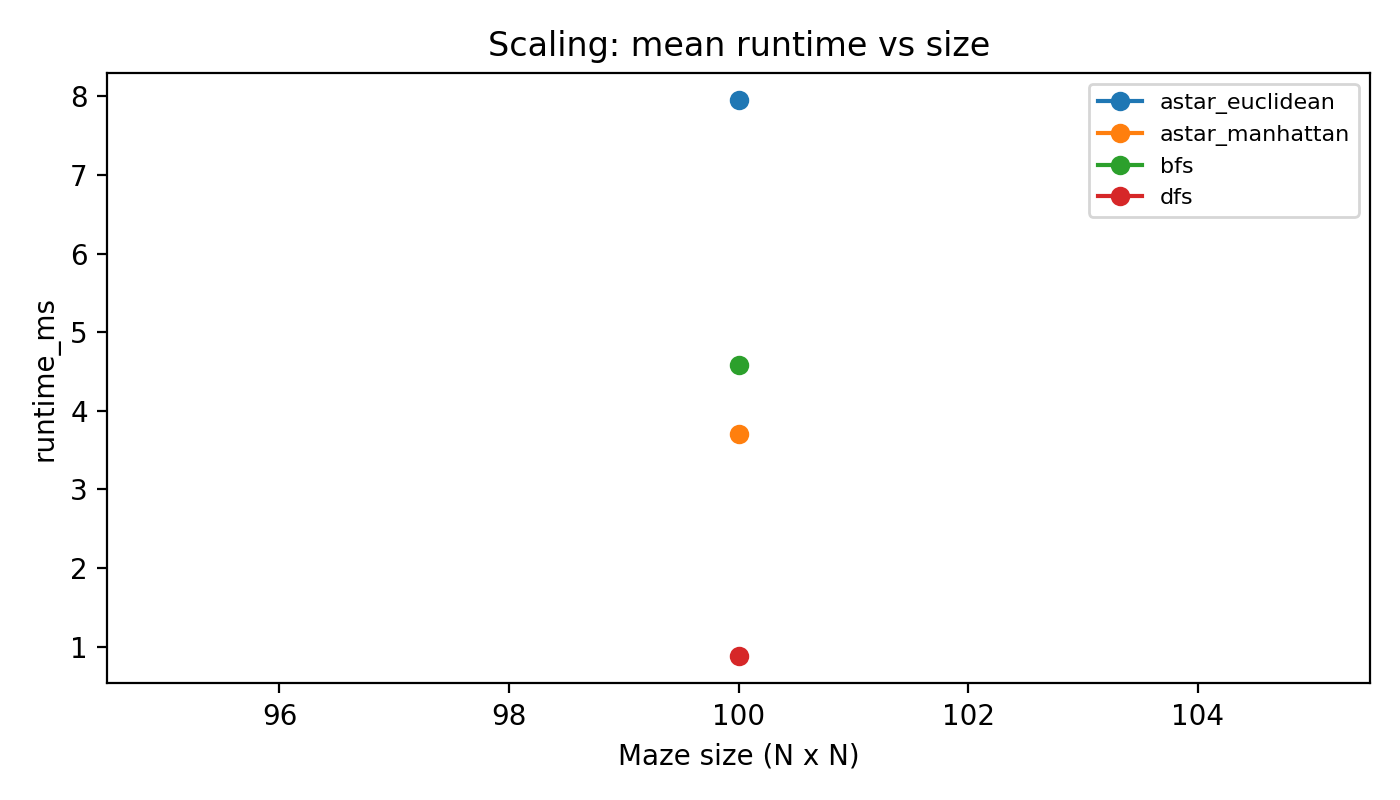 Scaling: mean runtime vs size
astar_euclidean
astar_manhattan
bfs
dfs
runtime_ms
8
7
6
5
4
3
2
1
96 98 100 102 104
Maze size (N x N)